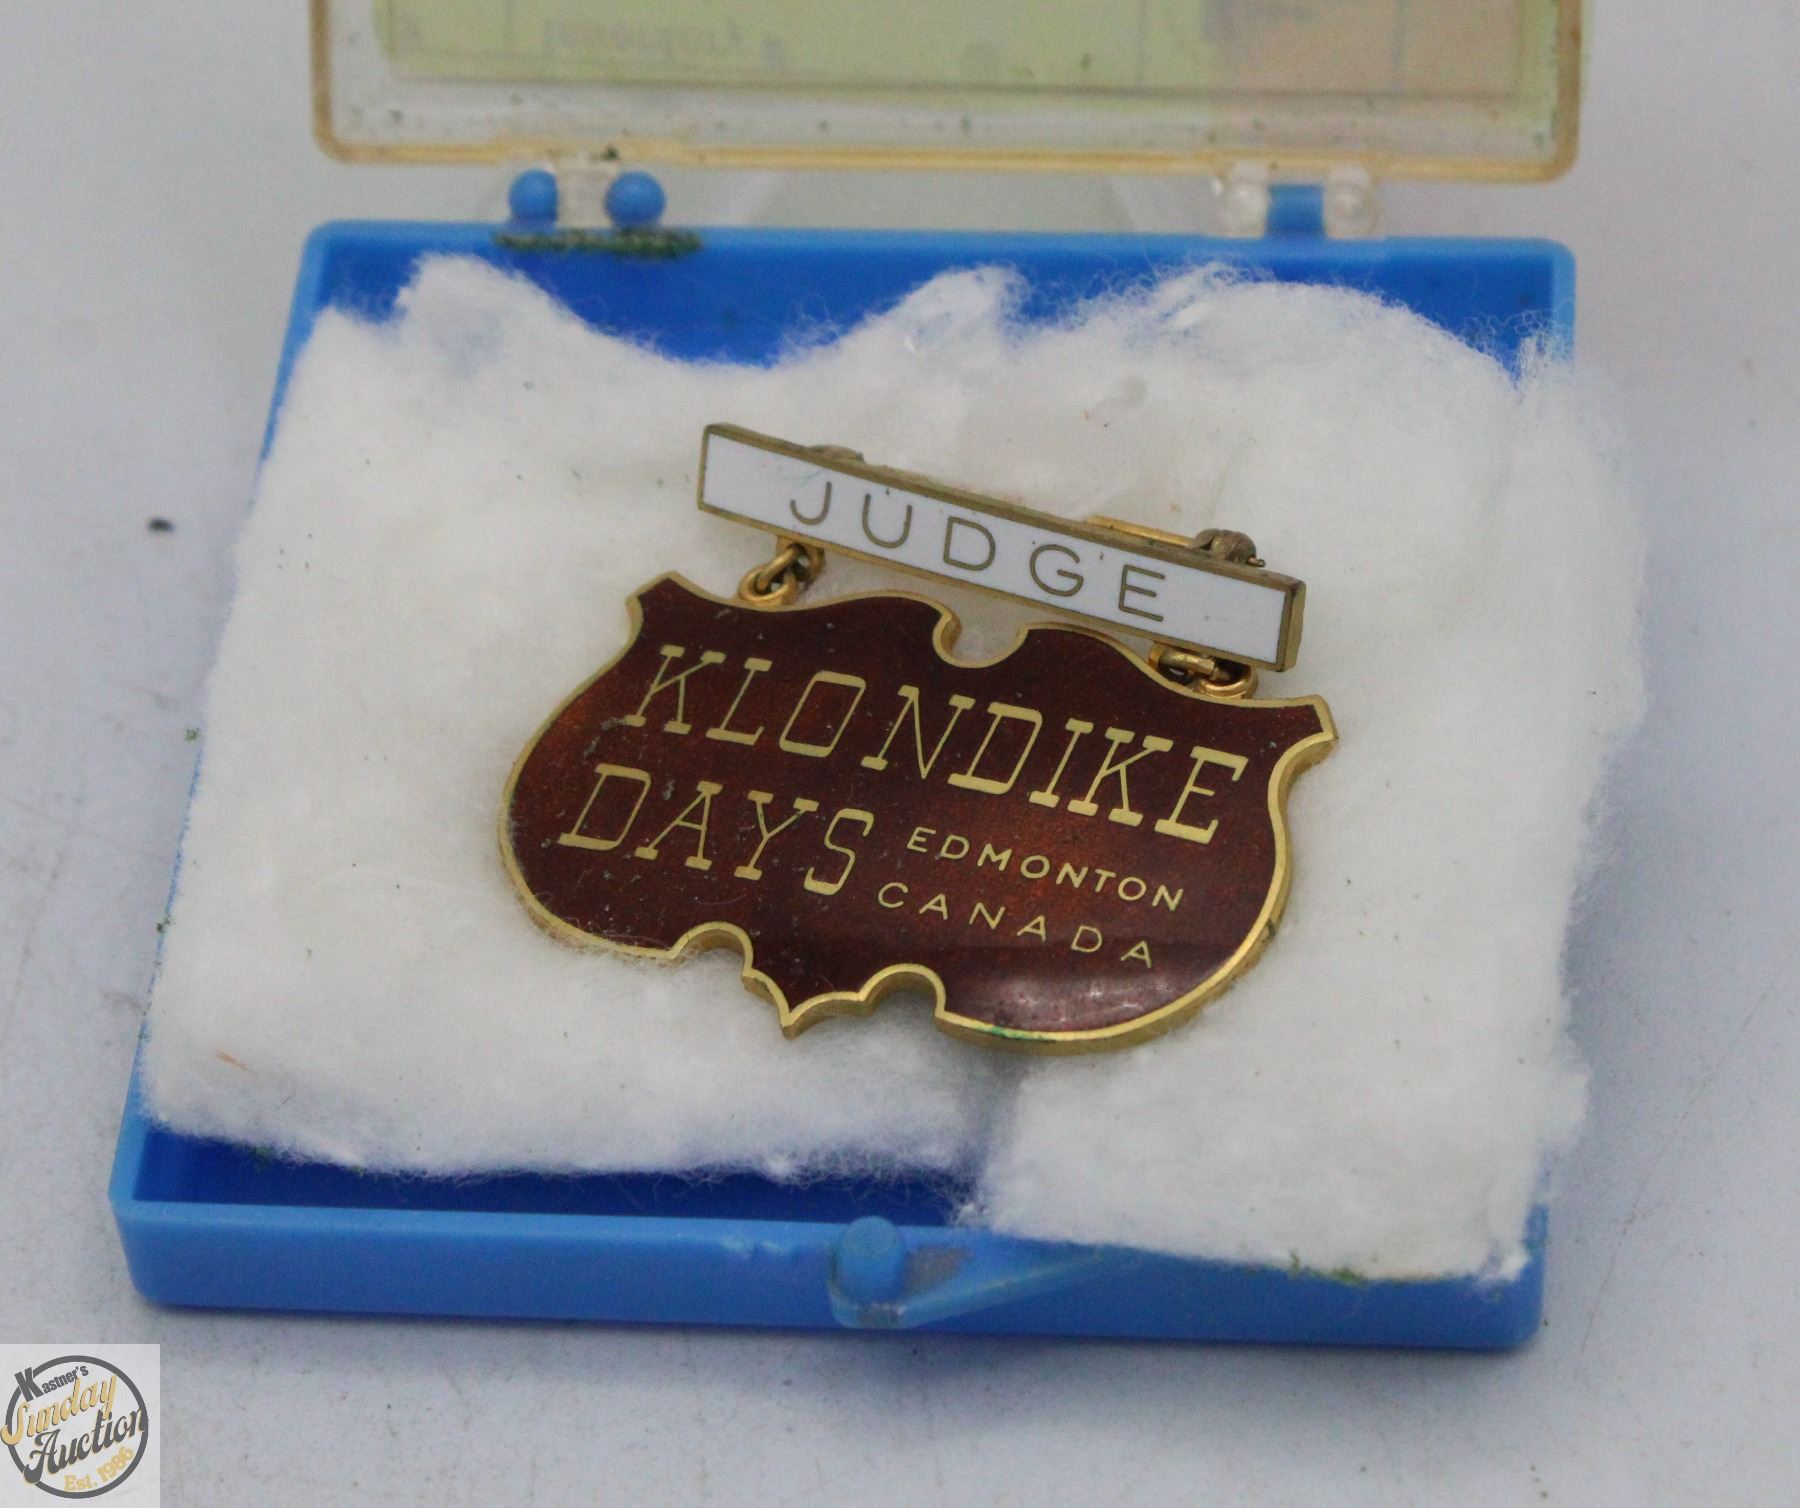 JUDGE
KLONDIKE
DAYS EDMONTON
CANADA
Kastner's
Sunday
Auction
Est. 1986